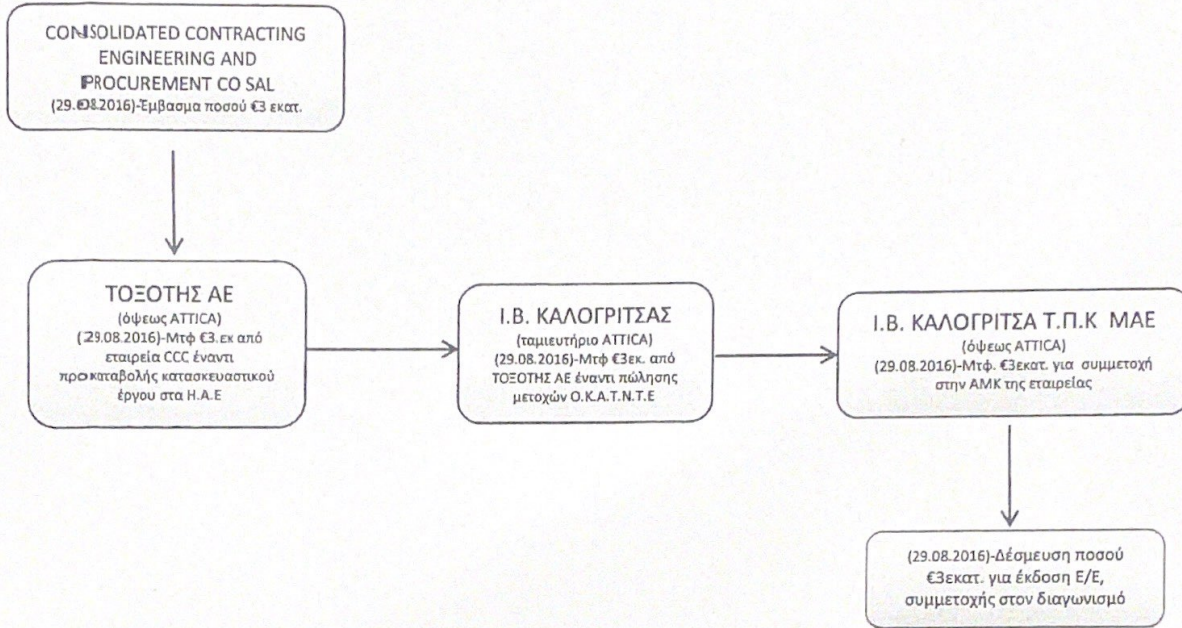 CONSOLIDATED CONTRACTING
ENGINEERING AND
PROCUREMENT CO SAL
(29.08.2016)-Έμβασμα ποσού €3 εκατ.
ΤΟΞΟΤΗΣ ΑΕ
(όψεως ATTICA)
(29.08.2016)-Μτφ €3.εκ από
εταιρεία CCC έναντι
προκαταβολής κατασκευαστικού
έργου στα Η.Α.Ε
Ι.Β. ΚΑΛΟΓΡΙΤΣΑΣ
(ταμιευτήριο ATTICA)
(29.08.2016)-Μτφ €3εκ. από
ΤΟΞΟΤΗΣ ΑΕ έναντι πώλησης
μετοχών Ο.Κ.Α.Τ.Ν.Τ.Ε
Ι.Β. ΚΑΛΟΓΡΙΤΣΑ Τ.Π.Κ ΜΑΕ
(όψεως ATTICA)
(29.08.2016)-Μτφ. €3εκατ. για συμμετοχή
στην ΑΜΚ της εταιρείας
(29.08.2016)-Δέσμευση ποσού
€3εκατ. για έκδοση Ε/Ε,
συμμετοχής στον διαγωνισμό